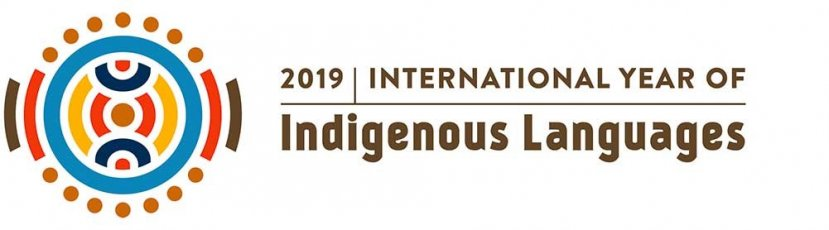 2019 | INTERNATIONAL YEAR OF
Indigenous Languages